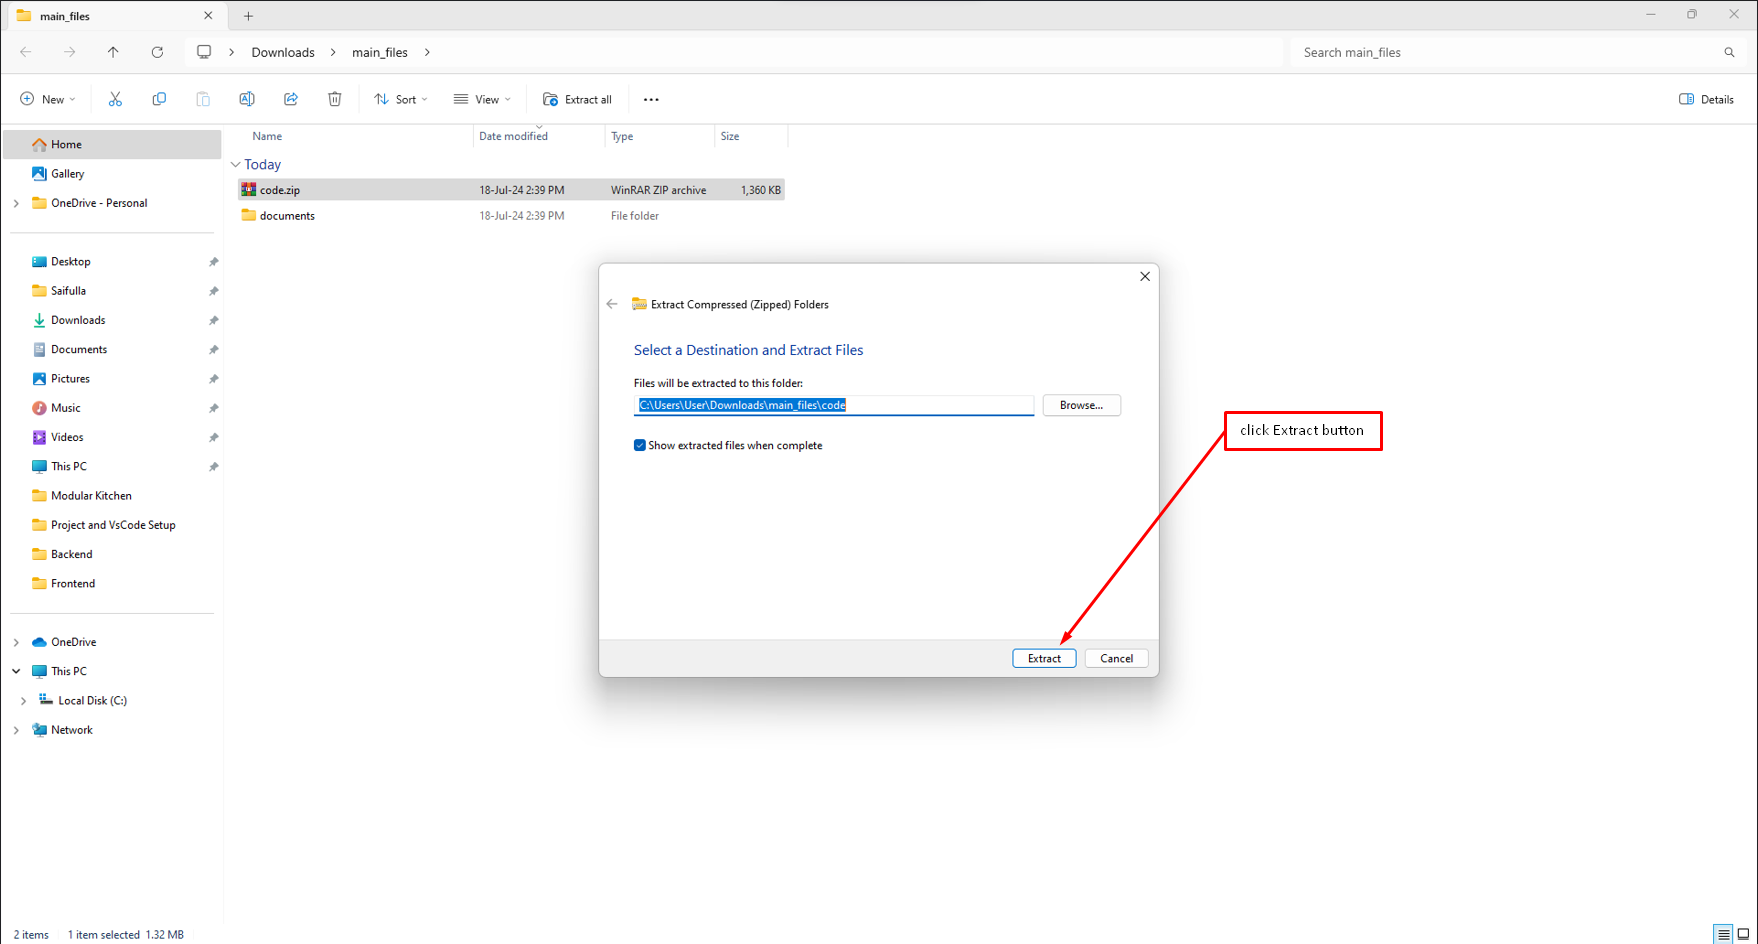 main_files
Downloads
main_files
Search main_files
New
Sort
View
Extract all
Details
Name
Date modified
Type
Size
Today
code.zip
18-Jul-24 2:39 PM
WinRAR ZIP archive
1,360 KB
documents
18-Jul-24 2:39 PM
File folder
Home
Gallery
OneDrive - Personal
Desktop
Saifulla
Downloads
Documents
Pictures
Music
Videos
This PC
Modular Kitchen
Project and VsCode Setup
Backend
Frontend
OneDrive
This PC
Local Disk (C:)
Network
Extract Compressed (Zipped) Folders
Select a Destination and Extract Files
Files will be extracted to this folder:
C:\Users\User\Downloads\main_files\code
Browse...
Show extracted files when complete
Extract
Cancel
click Extract button
2 items
1 item selected 1.32 MB